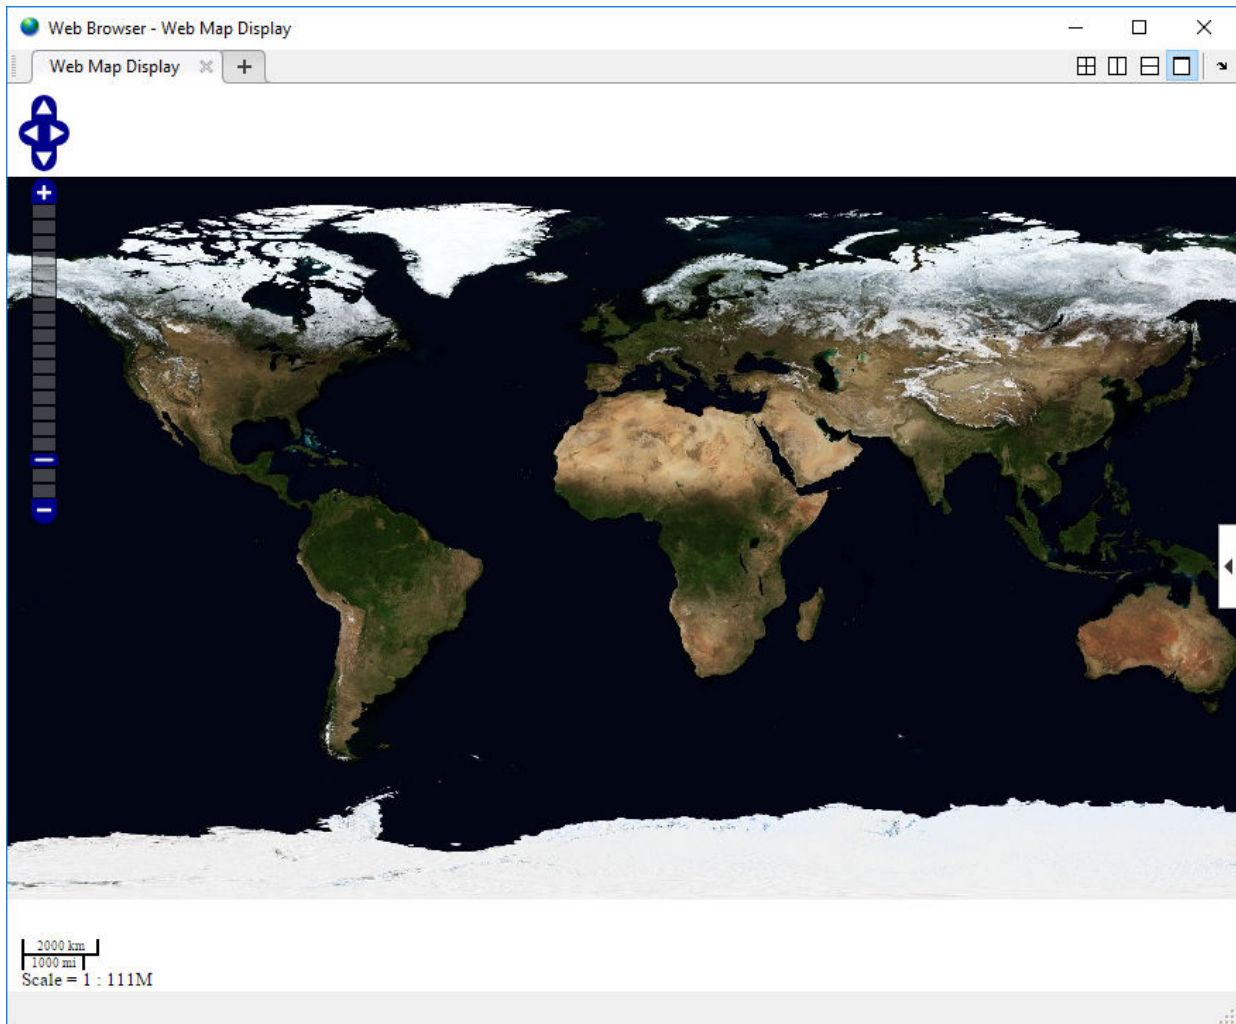 Web Browser - Web Map Display
Web Map Display
2000 km
1000 mi
Scale = 1 : 111M